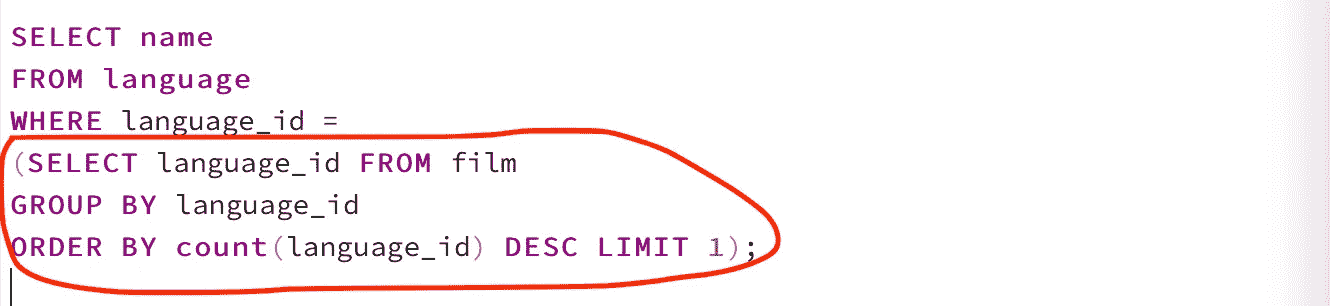 SELECT name
FROM language
WHERE language_id =
(SELECT language_id FROM film
GROUP BY language_id
ORDER BY count(language_id) DESC LIMIT 1);